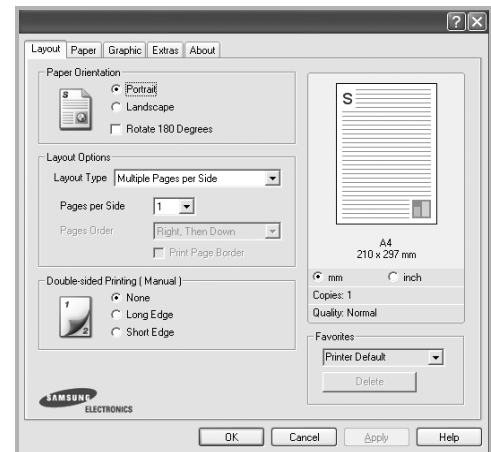 Layout Paper Graphic Extras About
Paper Orientation
S
Portrait
Landscape
Rotate 180 Degrees
Layout Options
Layout Type Multiple Pages per Side
Pages per Side 1
Pages Order Right, Then Down
Print Page Border
Double-sided Printing ( Manual )
1
2
None
Long Edge
Short Edge
SAMSUNG
ELECTRONICS
S
A4
210 x 297 mm
mm inch
Copies: 1
Quality: Normal
Favorites
Printer Default
Delete
OK Cancel Apply Help